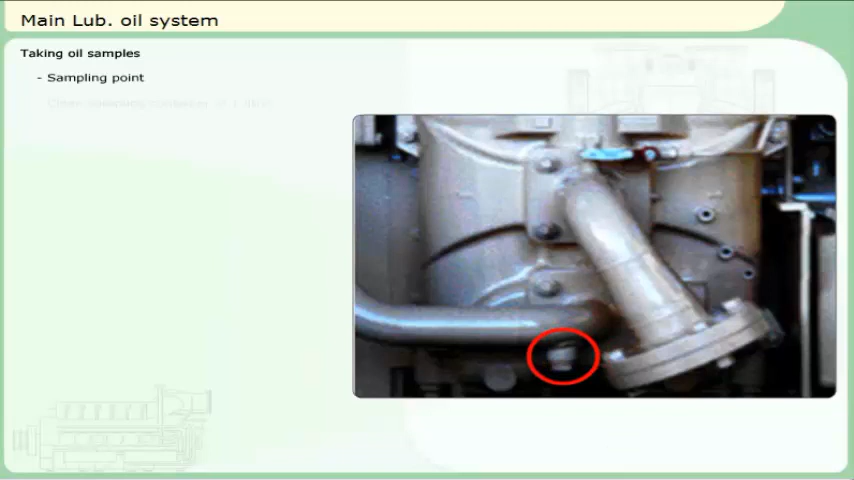 Main Lub. oil system
Taking oil samples
- Sampling point